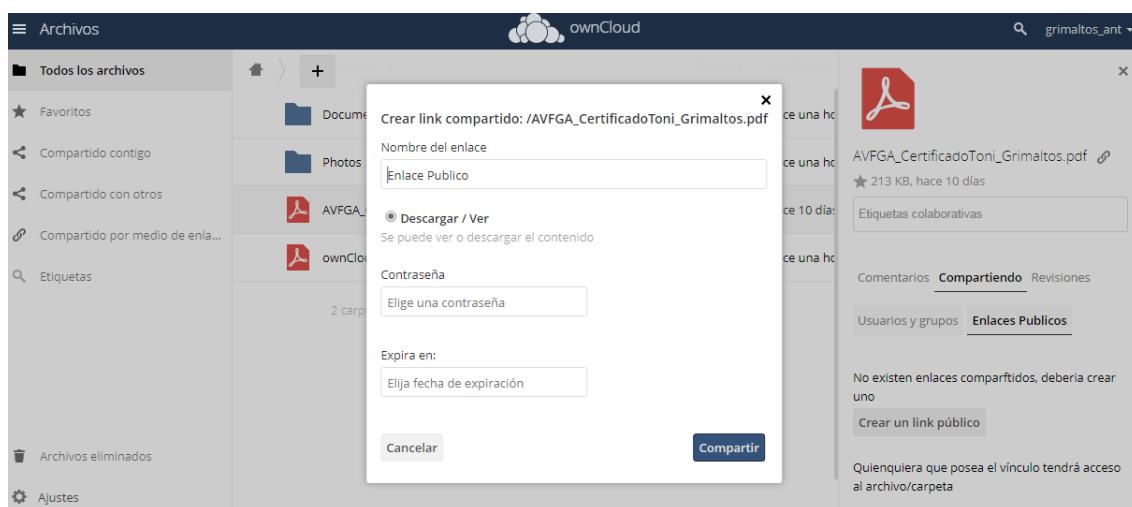 Archivos
ownCloud
grimaltos_ant
Todos los archivos
Favoritos
Compartido contigo
Compartido con otros
Compartido por medio de enla...
Etiquetas
Archivos eliminados
Ajustes
+
Docume
ce una ho
Photos
ce una ho
AVFGA_
ce 10 días
ownClou
ce una ho
2 carp
×
Crear link compartido: /AVFGA_CertificadoToni_Grimaltos.pdf
Nombre del enlace
Enlace Publico
Descargar / Ver
Se puede ver o descargar el contenido
Contraseña
Elige una contraseña
Expira en:
Elija fecha de expiración
Cancelar
Compartir
×
AVFGA_CertificadoToni_Grimaltos.pdf
213 KB, hace 10 días
Etiquetas colaborativas
Comentarios Compartiendo Revisiones
Usuarios y grupos Enlaces Publicos
No existen enlaces comparftidos, deberia crear
uno
Crear un link público
Quienquiera que posea el vínculo tendrá acceso
al archivo/carpeta